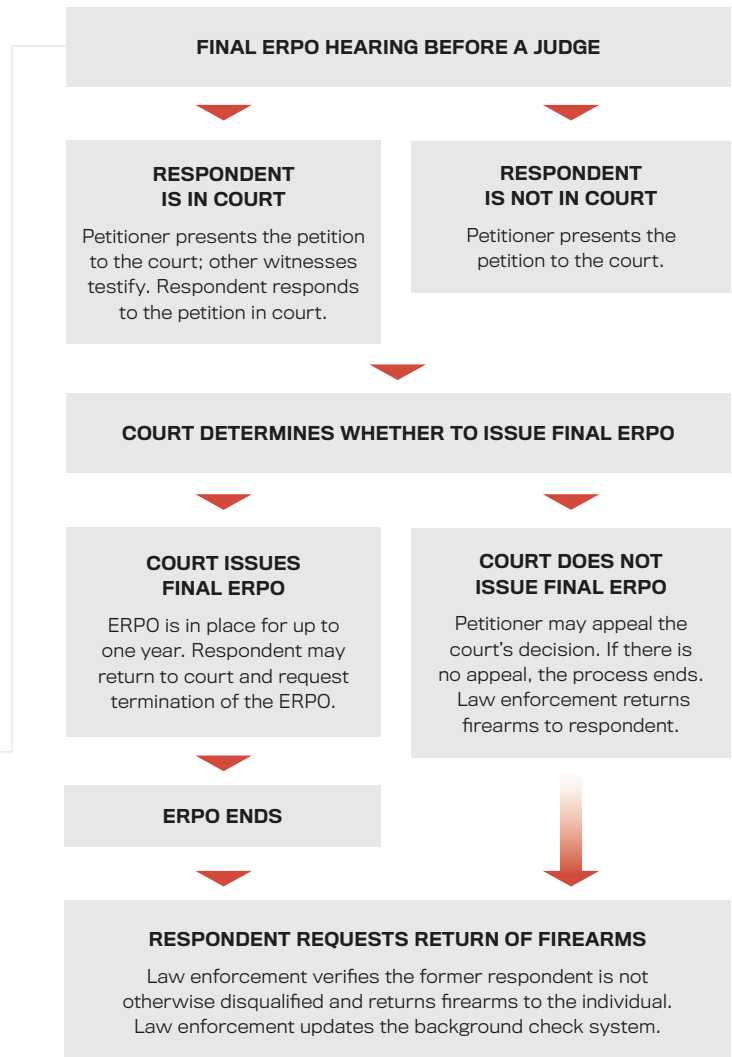 FINAL ERPO HEARING BEFORE A JUDGE
RESPONDENT
IS IN COURT
Petitioner presents the petition
to the court; other witnesses
testify. Respondent responds
to the petition in court.
RESPONDENT
IS NOT IN COURT
Petitioner presents the
petition to the court.
COURT DETERMINES WHETHER TO ISSUE FINAL ERPO
COURT ISSUES
FINAL ERPO
ERPO is in place for up to
one year. Respondent may
return to court and request
termination of the ERPO.
COURT DOES NOT
ISSUE FINAL ERPO
Petitioner may appeal the
court's decision. If there is
no appeal, the process ends.
Law enforcement returns
firearms to respondent.
ERPO ENDS
RESPONDENT REQUESTS RETURN OF FIREARMS
Law enforcement verifies the former respondent is not
otherwise disqualified and returns firearms to the individual.
Law enforcement updates the background check system.